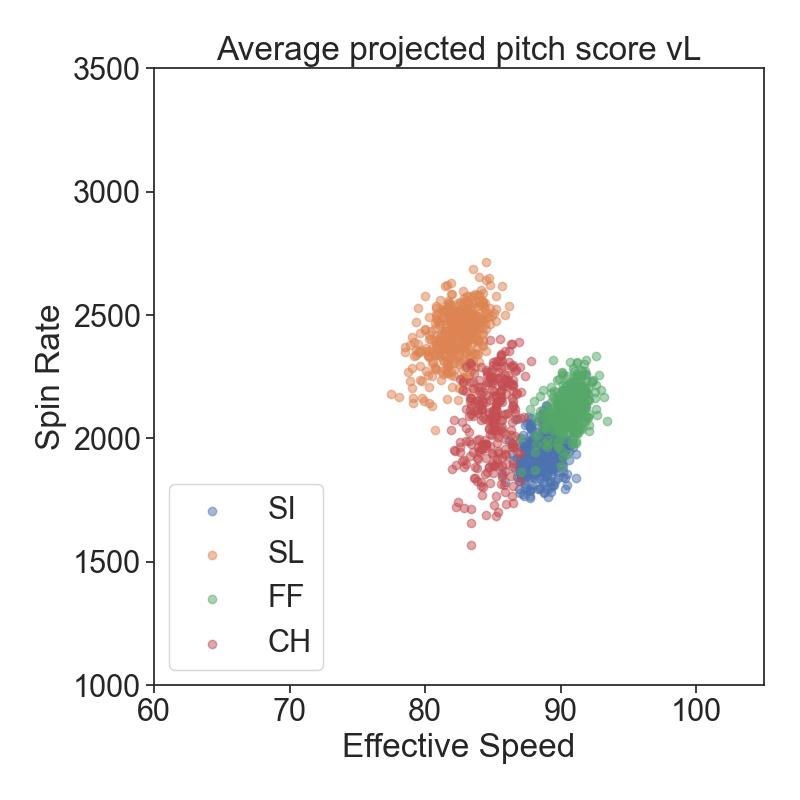 Average projected pitch score vL
3500
3000
2500
2000
1500
1000
Spin Rate
SI
SL
FF
CH
60
70
80
90
100
Effective Speed